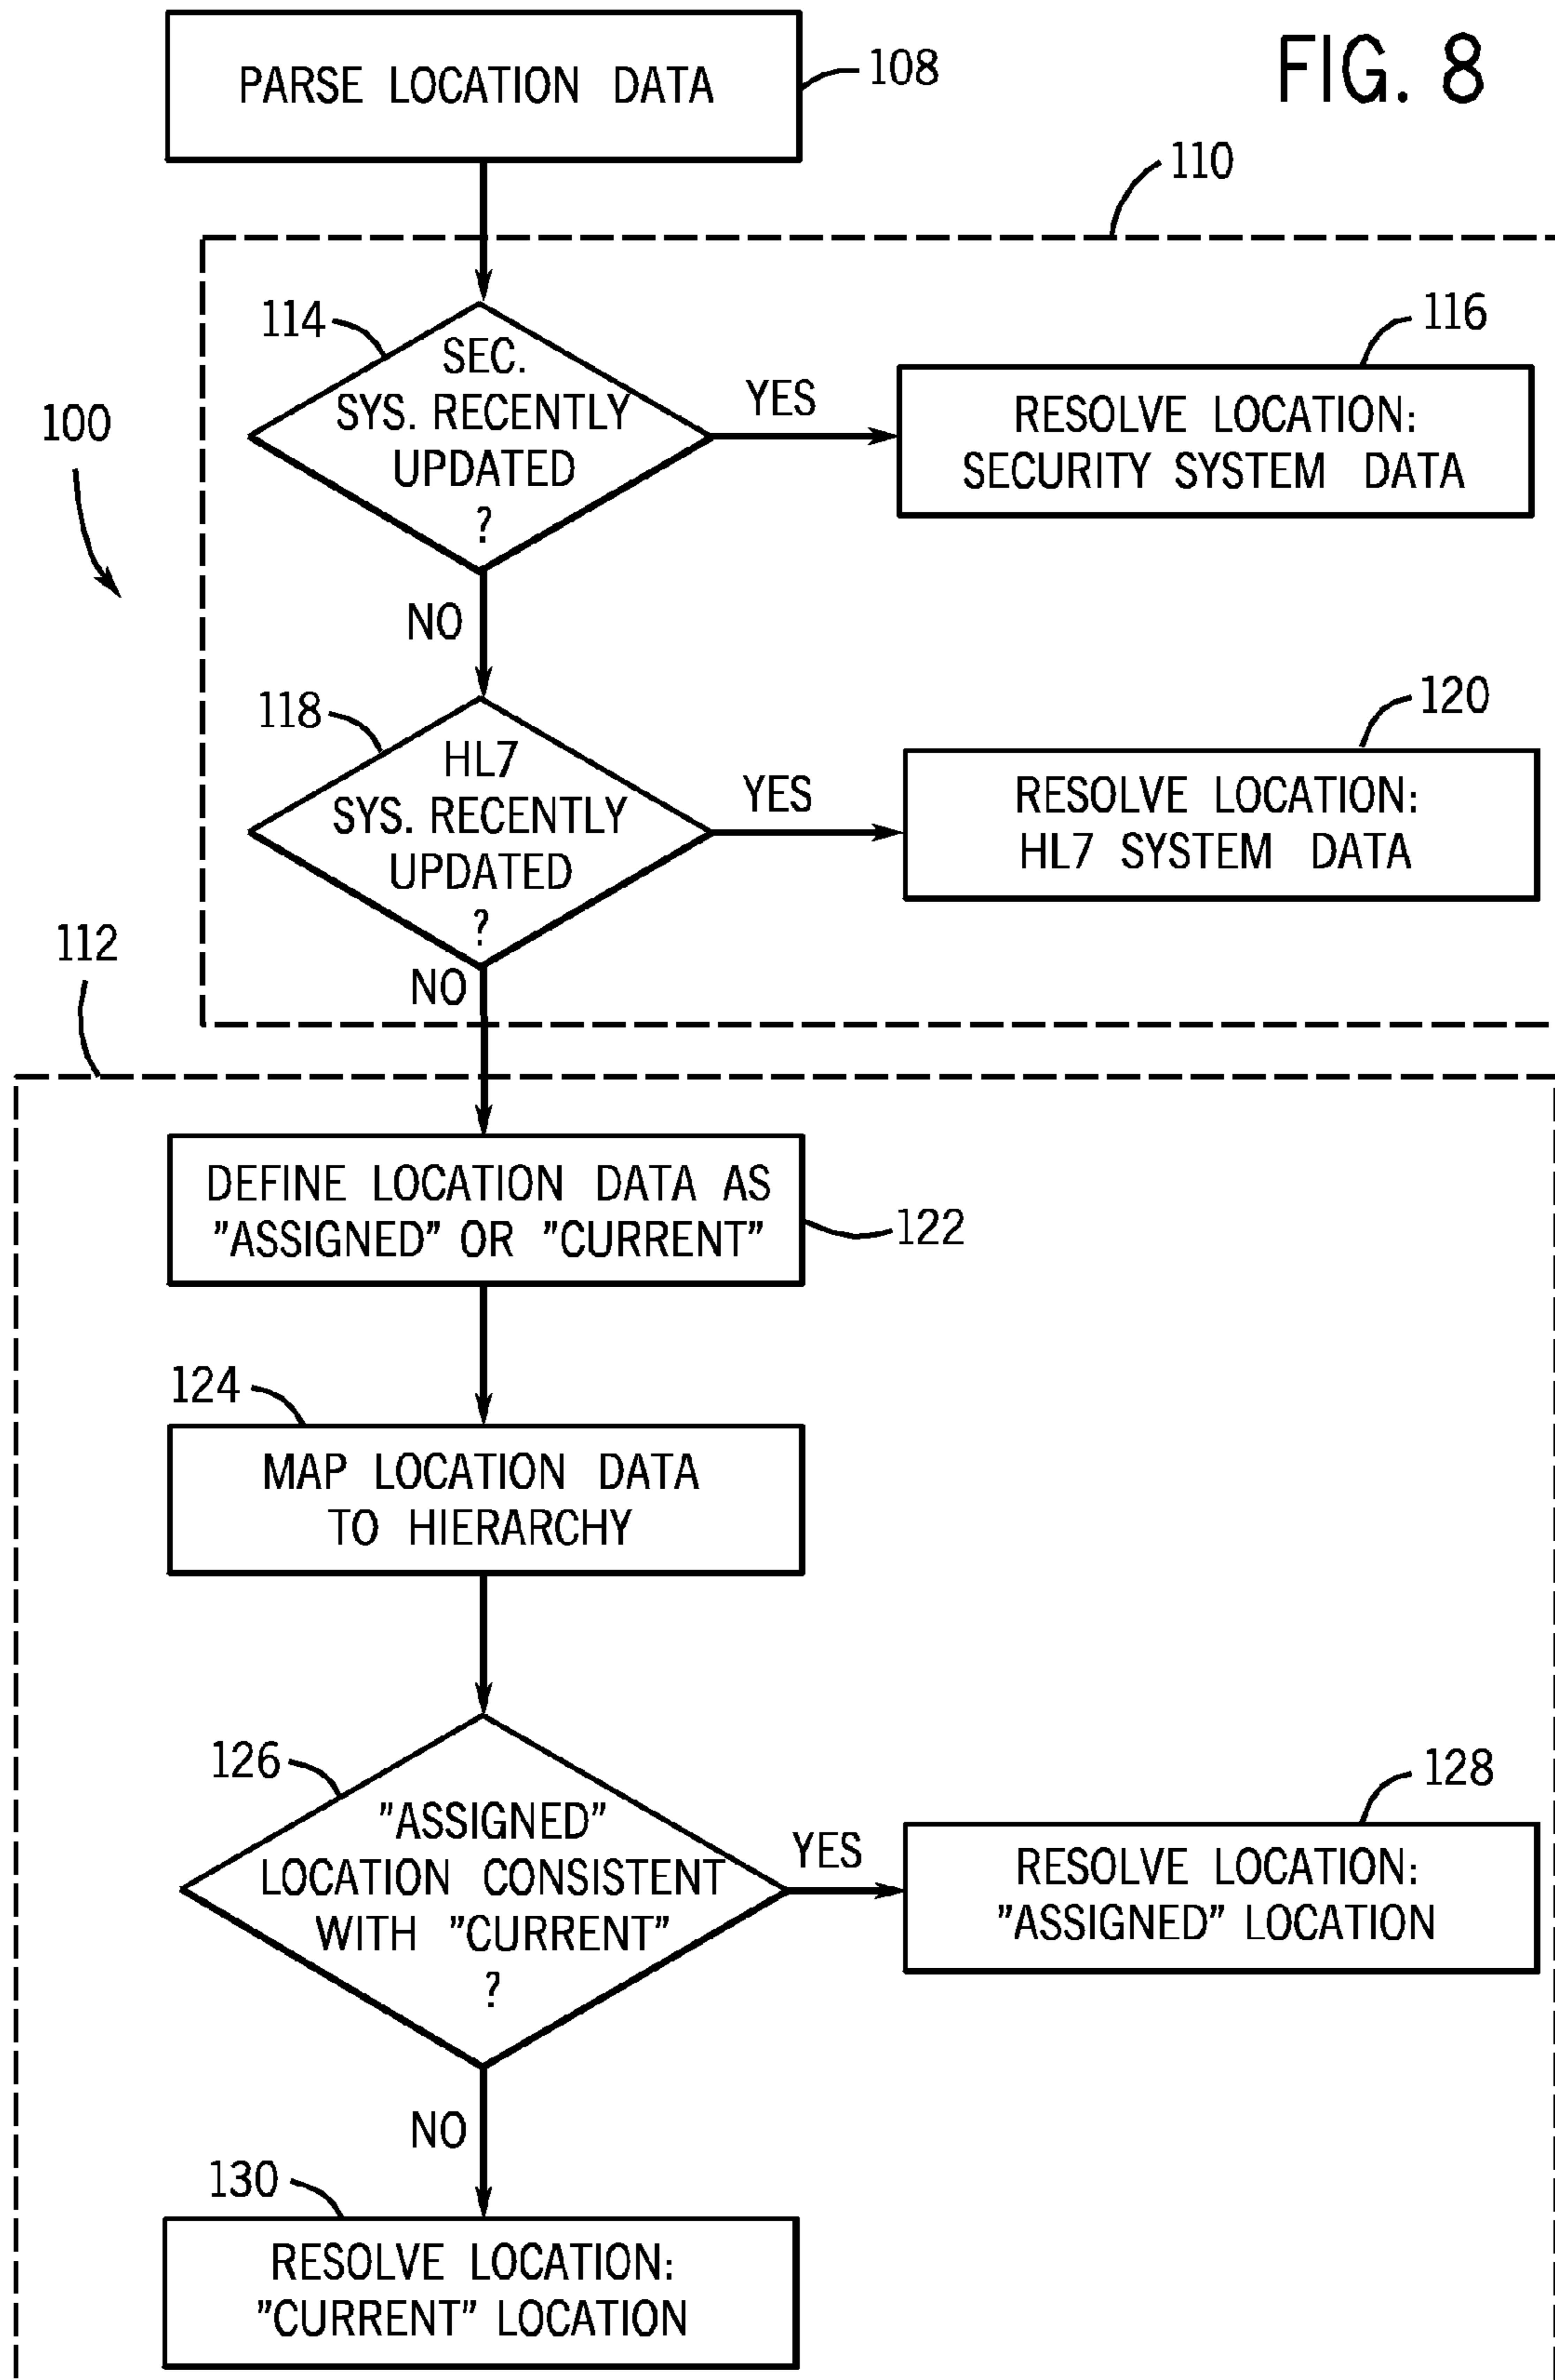 FIG. 8
PARSE LOCATION DATA
108
110
114
SEC.
SYS. RECENTLY
UPDATED
?
YES
116
RESOLVE LOCATION:
SECURITY SYSTEM DATA
100
NO
118
HL7
SYS. RECENTLY
UPDATED
?
YES
120
RESOLVE LOCATION:
HL7 SYSTEM DATA
NO
112
DEFINE LOCATION DATA AS
"ASSIGNED" OR "CURRENT"
122
124
MAP LOCATION DATA
TO HIERARCHY
126
"ASSIGNED"
LOCATION CONSISTENT
WITH "CURRENT"
?
YES
128
RESOLVE LOCATION:
"ASSIGNED" LOCATION
NO
130
RESOLVE LOCATION:
"CURRENT" LOCATION